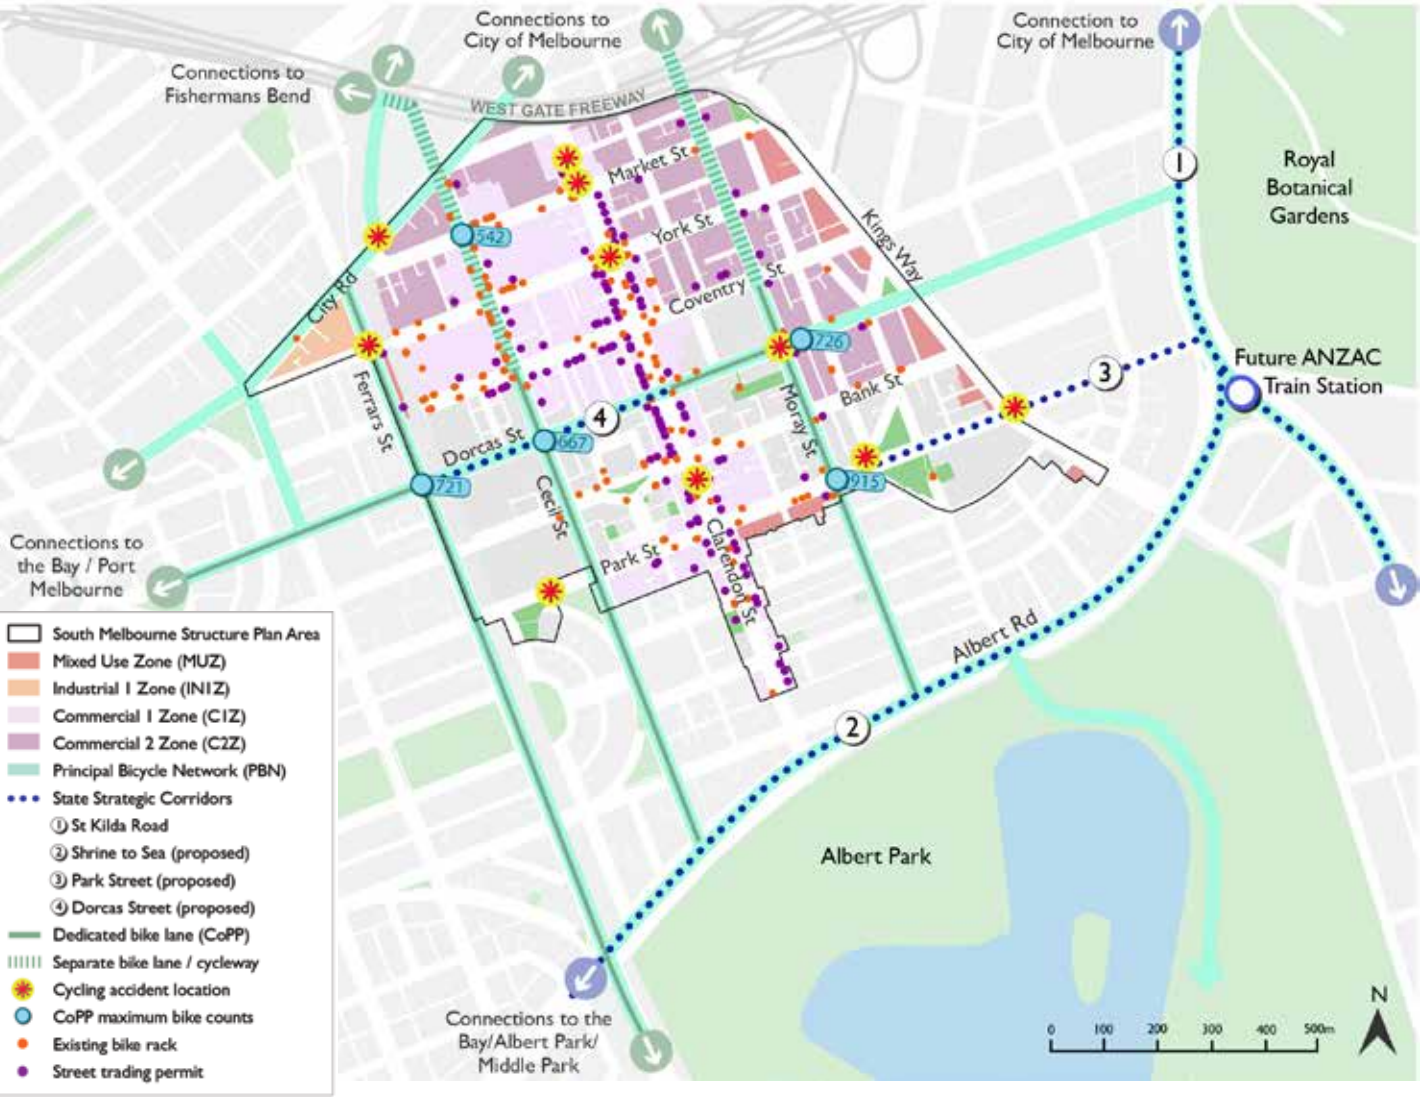 Connections to
City of Melbourne
Connection to
City of Melbourne
Connections to
Fishermans Bend
WEST GATE FREEWAY
Market St
1
Royal
Botanical
Gardens
York St
Kings Way
542
Coventry St
City Rd
726
Future ANZAC
Train Station
3
Ferrars St
Bank St
Moray St
4
Dorcas St
667
721
915
Cecil St
Connections to
the Bay / Port
Melbourne
Park St
Clarendon St
Albert Rd
2
Albert Park
South Melbourne Structure Plan Area
Mixed Use Zone (MUZ)
Industrial 1 Zone (IN1Z)
Commercial 1 Zone (C1Z)
Commercial 2 Zone (C2Z)
Principal Bicycle Network (PBN)
State Strategic Corridors
1 St Kilda Road
2 Shrine to Sea (proposed)
3 Park Street (proposed)
4 Dorcas Street (proposed)
Dedicated bike lane (CoPP)
Separate bike lane / cycleway
Cycling accident location
CoPP maximum bike counts
Existing bike rack
Street trading permit
Connections to the
Bay/Albert Park/
Middle Park
N
0 100 200 300 400 500m